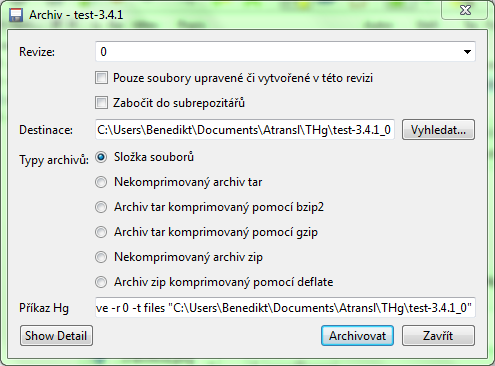 Archiv - test-3.4.1
Revize: 0
Pouze soubory upravené či vytvořené v této revizi
Zabočit do subrepozitářů
Destinace: C:\Users\Benedikt\Documents\Atransl\THg\test-3.4.1_0 Vyhledat...
Typy archivů: Složka souborů
Nekomprimovaný archiv tar
Archiv tar komprimovaný pomocí bzip2
Archiv tar komprimovaný pomocí gzip
Nekomprimovaný archiv zip
Archiv zip komprimovaný pomocí deflate
Příkaz Hg ve -r 0 -t files "C:\Users\Benedikt\Documents\Atransl\THg\test-3.4.1_0"
Show Detail Archivovat Zavřít